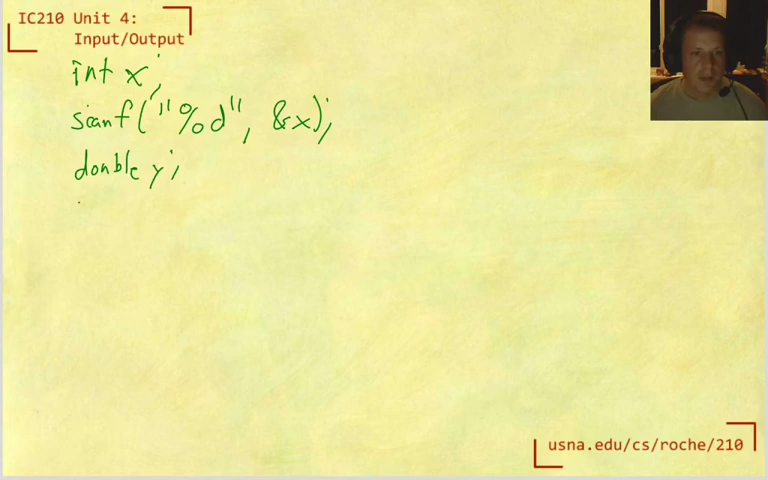 IC210 Unit 4:
Input/Output
int x;
scanf("%d", &x);
double y;
usna.edu/cs/roche/210